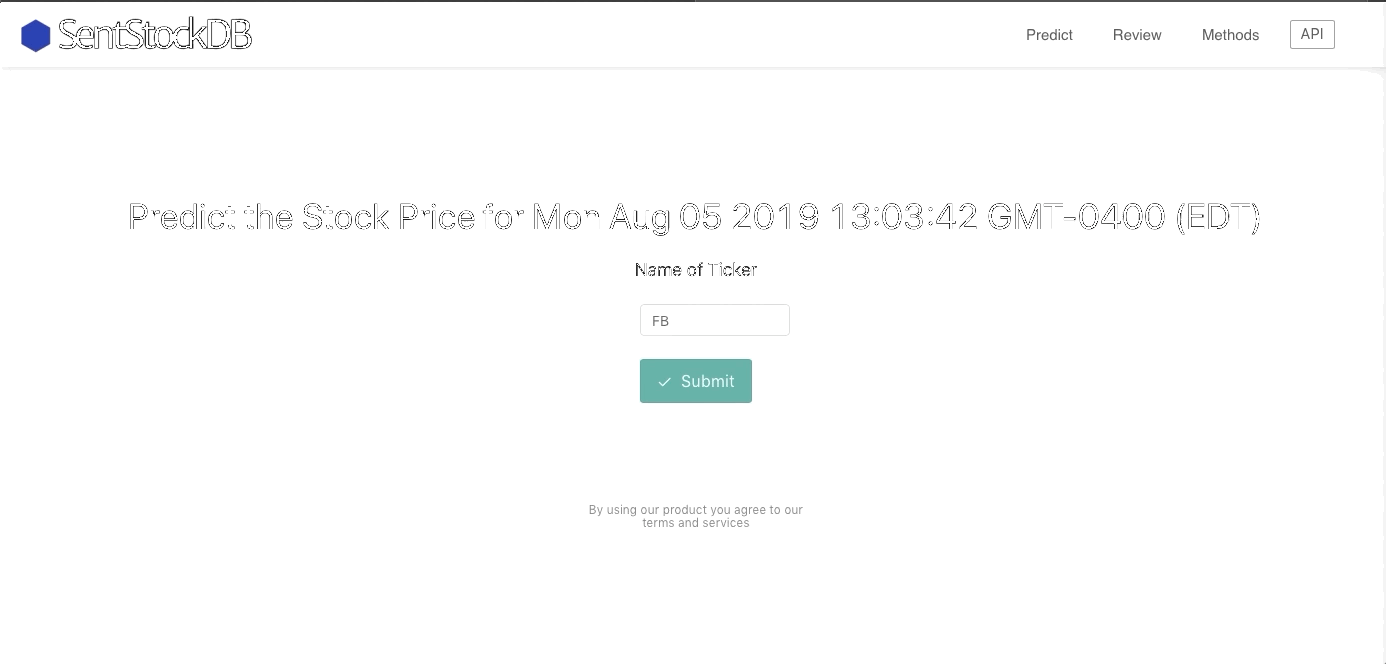 SentStockDB
Predict Review Methods API
Predict the Stock Price for Mon Aug 05 2019 13:03:42 GMT-0400 (EDT)
Name of Ticker
FB
Submit
By using our product you agree to our
terms and services